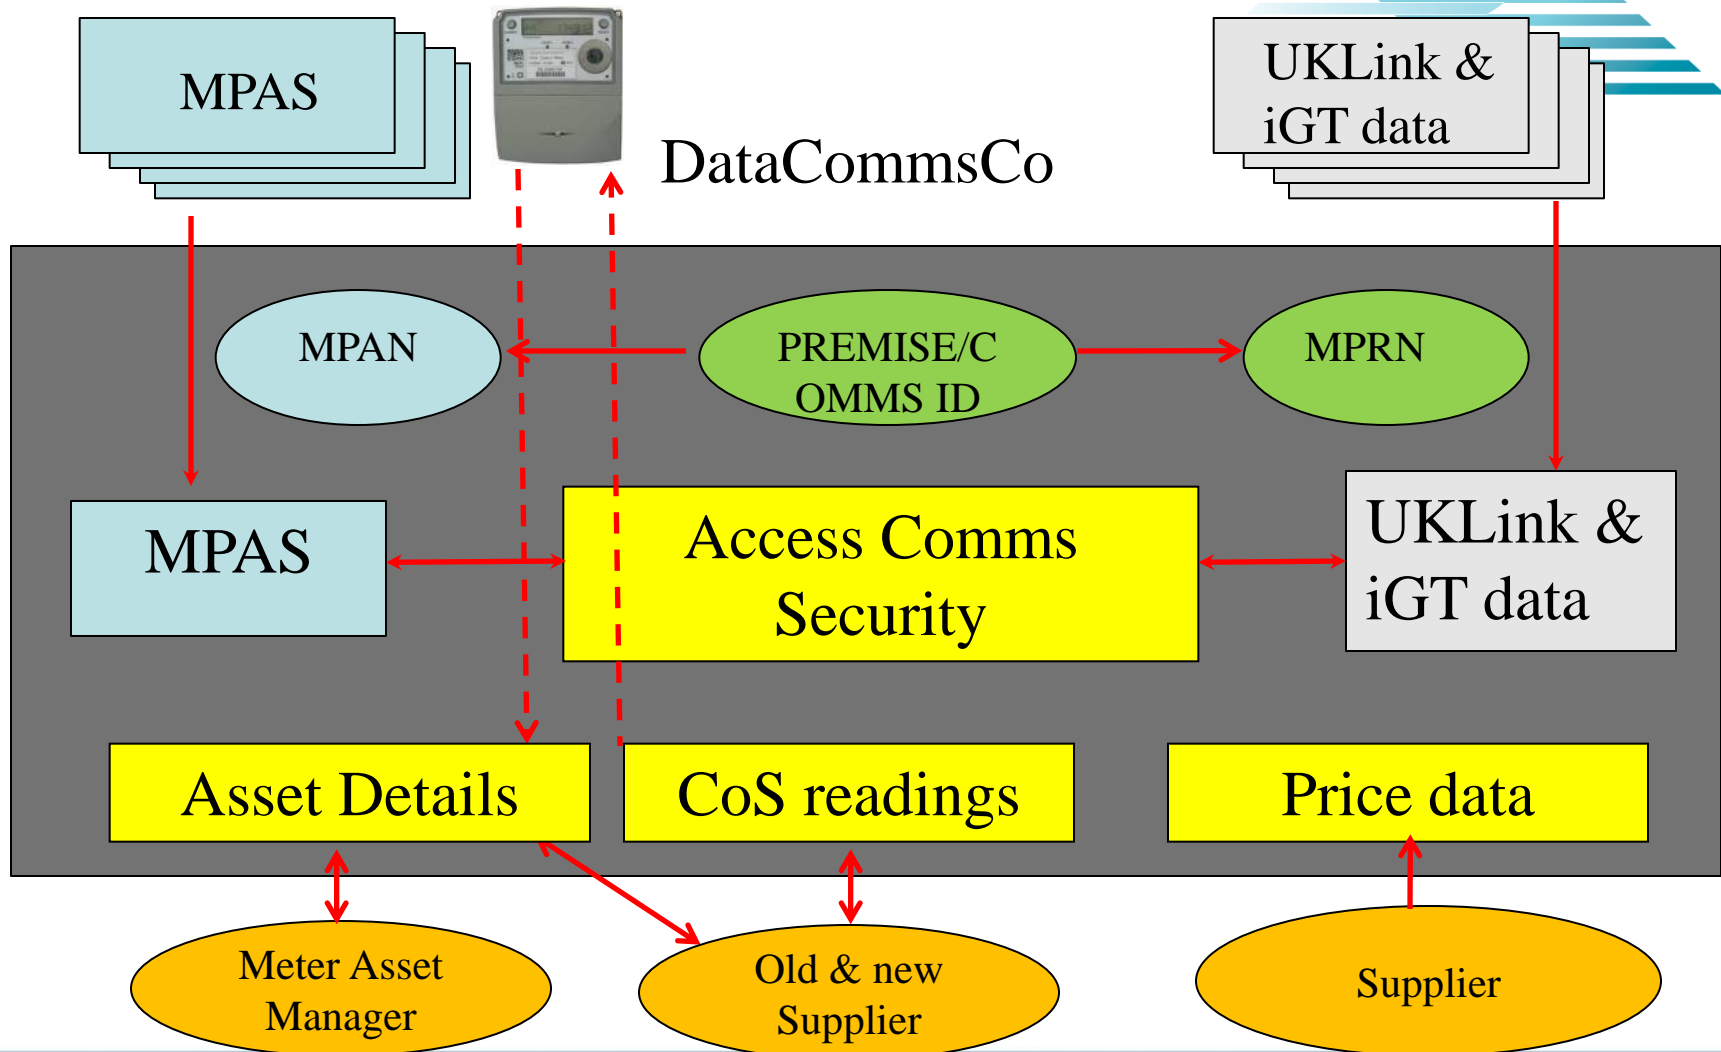 MPAS
UKLink &
iGT data
DataCommsCo
MPAN
PREMISE/C
OMMS ID
MPRN
MPAS
Access Comms
Security
UKLink &
iGT data
Asset Details
CoS readings
Price data
Meter Asset
Manager
Old & new
Supplier
Supplier